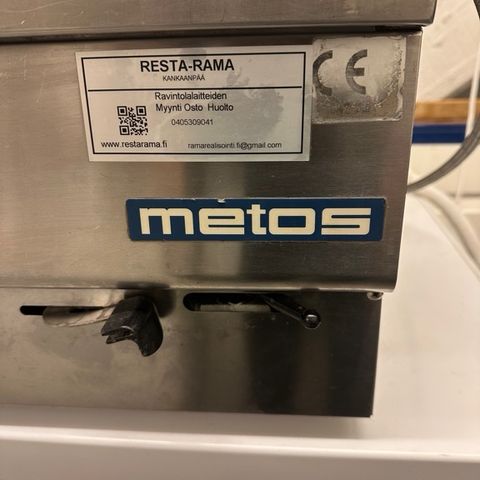 RESTA-RAMA
KANKAANPÄÄ
Ravintolalaitteiden
Myynti Osto Huolto
0405309041
www.restarama.fi
ramarealisointi.fi@gmail.com
CE
metos